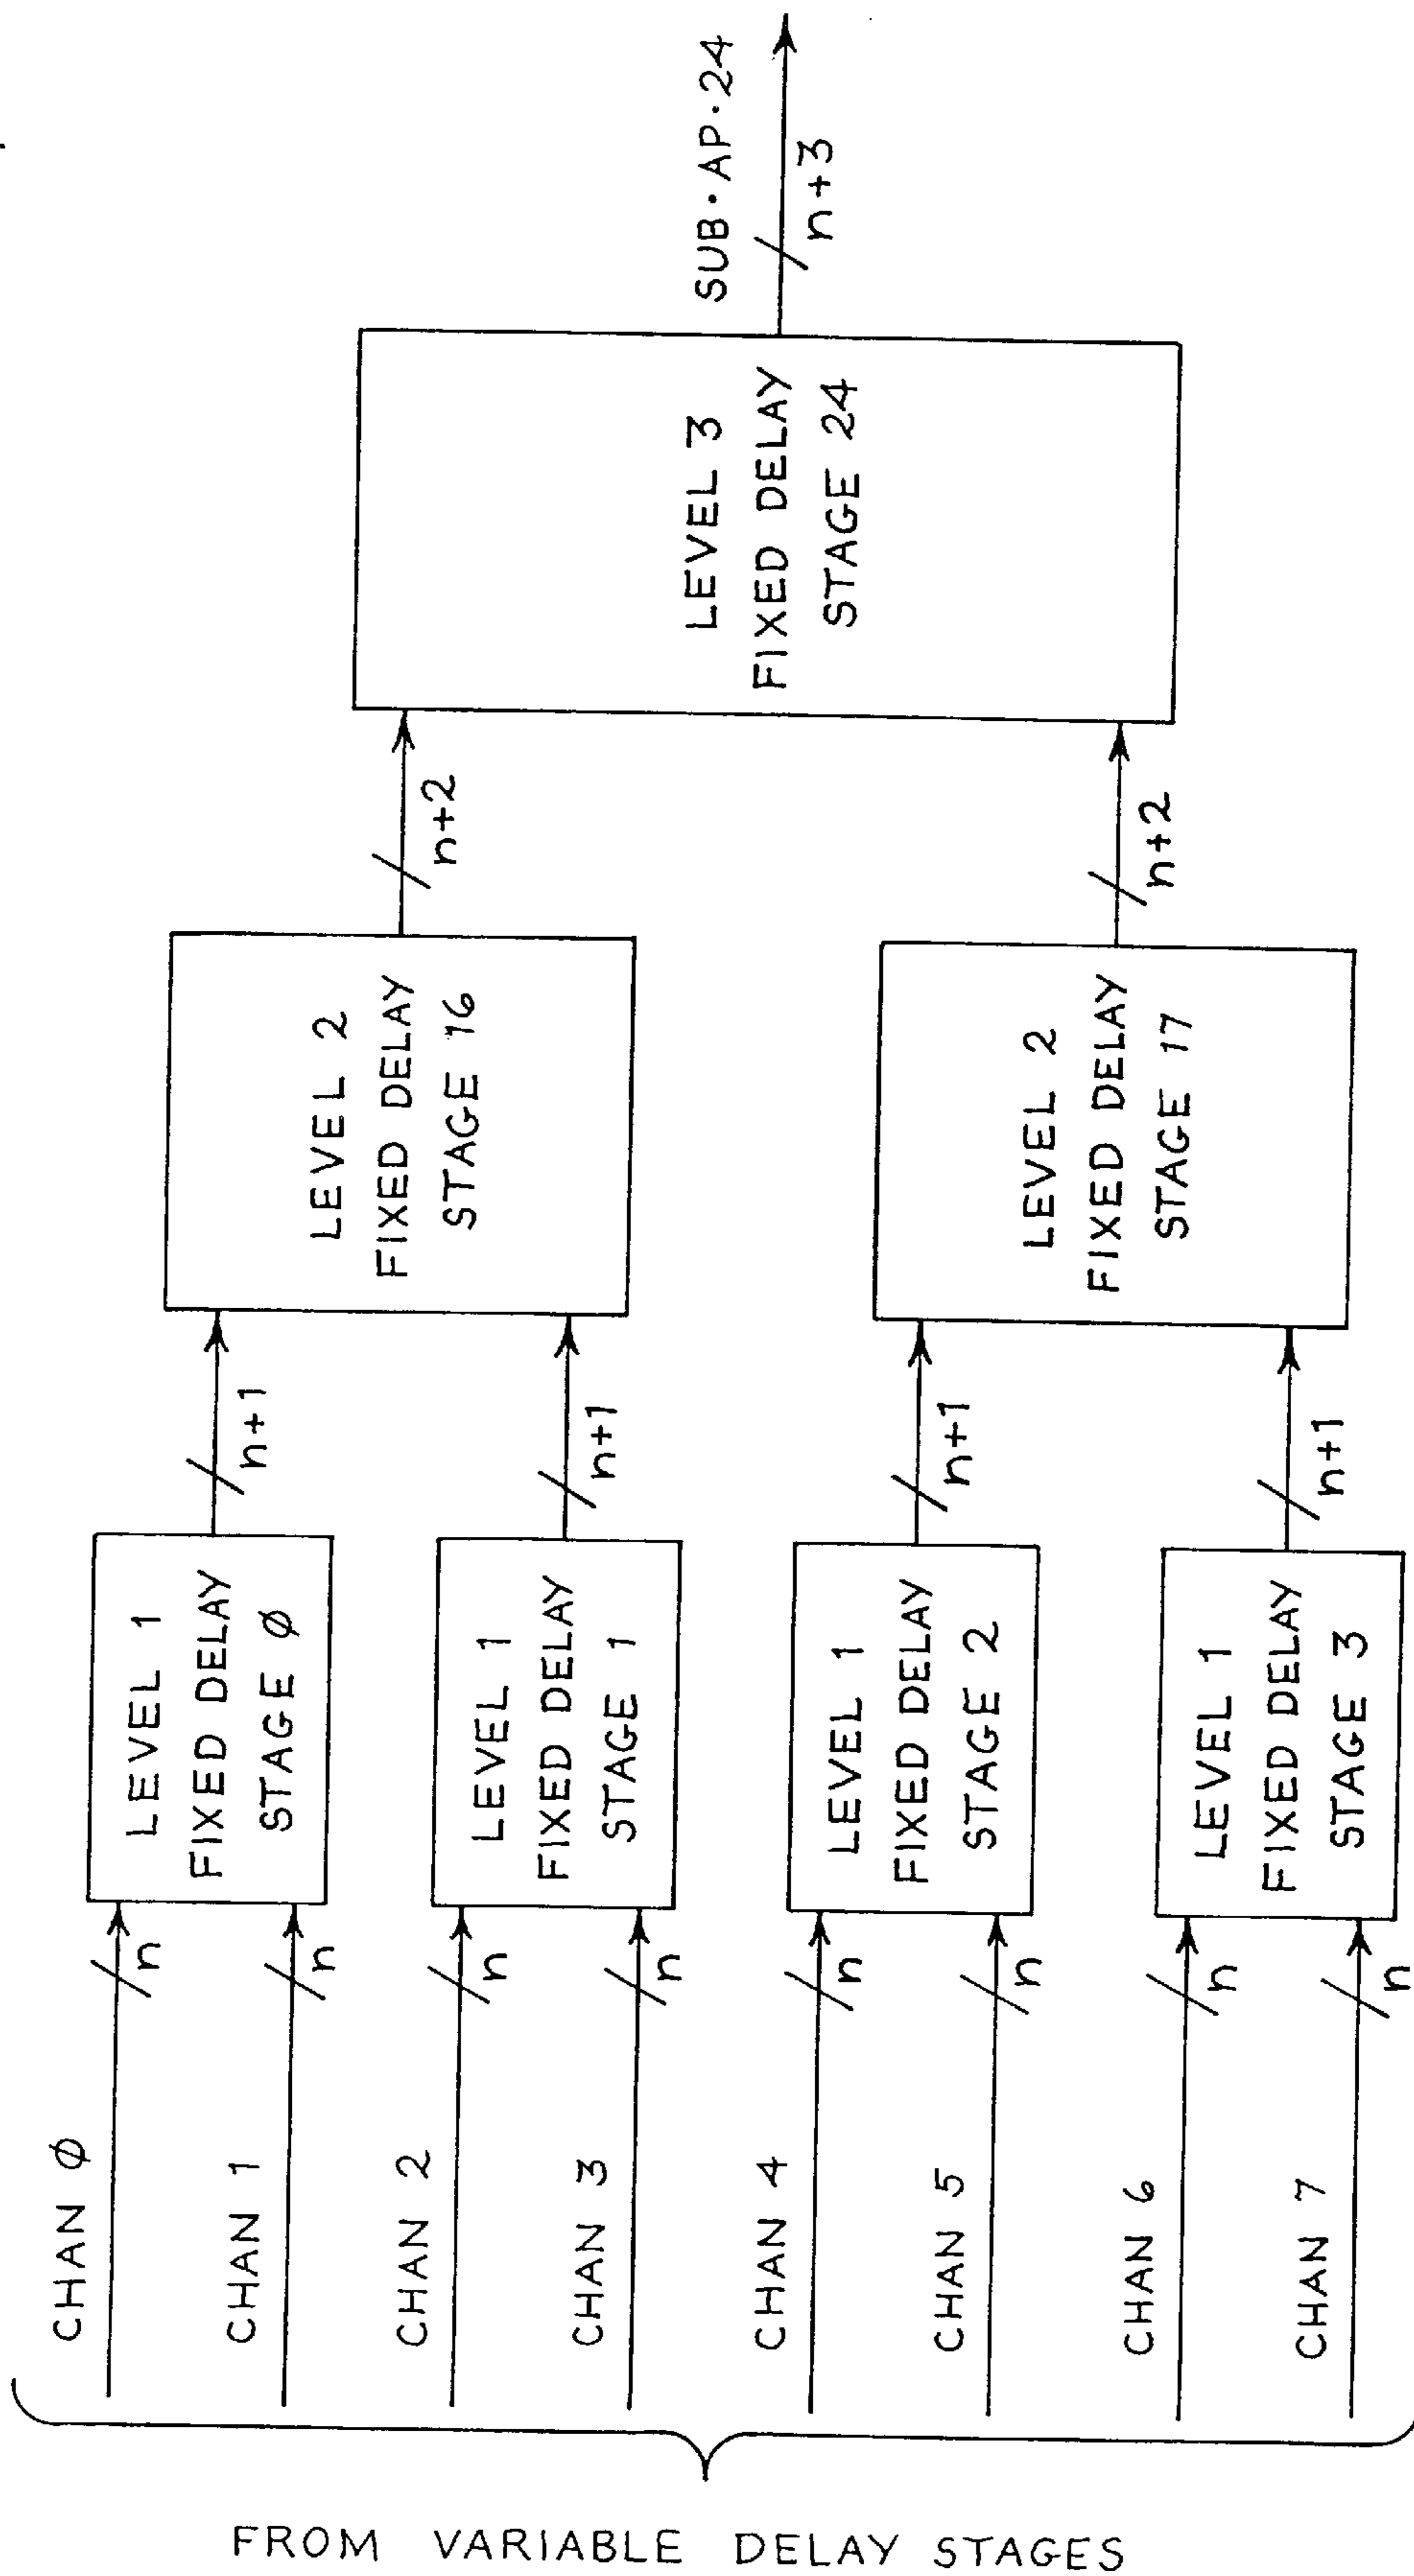 CHAN Ø
n
CHAN 1
n
LEVEL 1
FIXED DELAY
STAGE Ø
n+1
CHAN 2
n
CHAN 3
n
LEVEL 1
FIXED DELAY
STAGE 1
n+1
LEVEL 2
FIXED DELAY
STAGE 16
n+2
CHAN 4
n
CHAN 5
n
LEVEL 1
FIXED DELAY
STAGE 2
n+1
CHAN 6
n
CHAN 7
n
LEVEL 1
FIXED DELAY
STAGE 3
n+1
LEVEL 2
FIXED DELAY
STAGE 17
n+2
LEVEL 3
FIXED DELAY
STAGE 24
SUB·AP·24
n+3
FROM VARIABLE DELAY STAGES